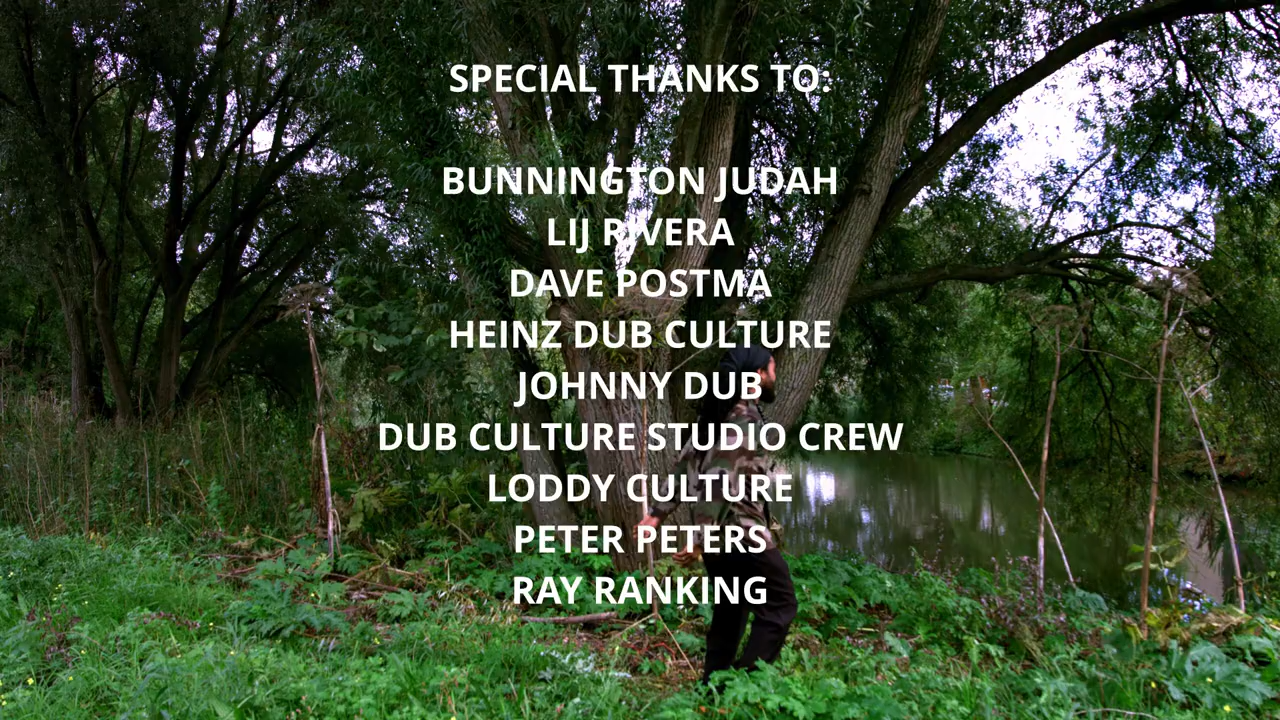 SPECIAL THANKS TO:
BUNNINGTON JUDAH
LIJ RIVERA
DAVE POSTMA
HEINZ DUB CULTURE
JOHNNY DUB
DUB CULTURE STUDIO CREW
LODDY CULTURE
PETER PETERS
RAY RANKING